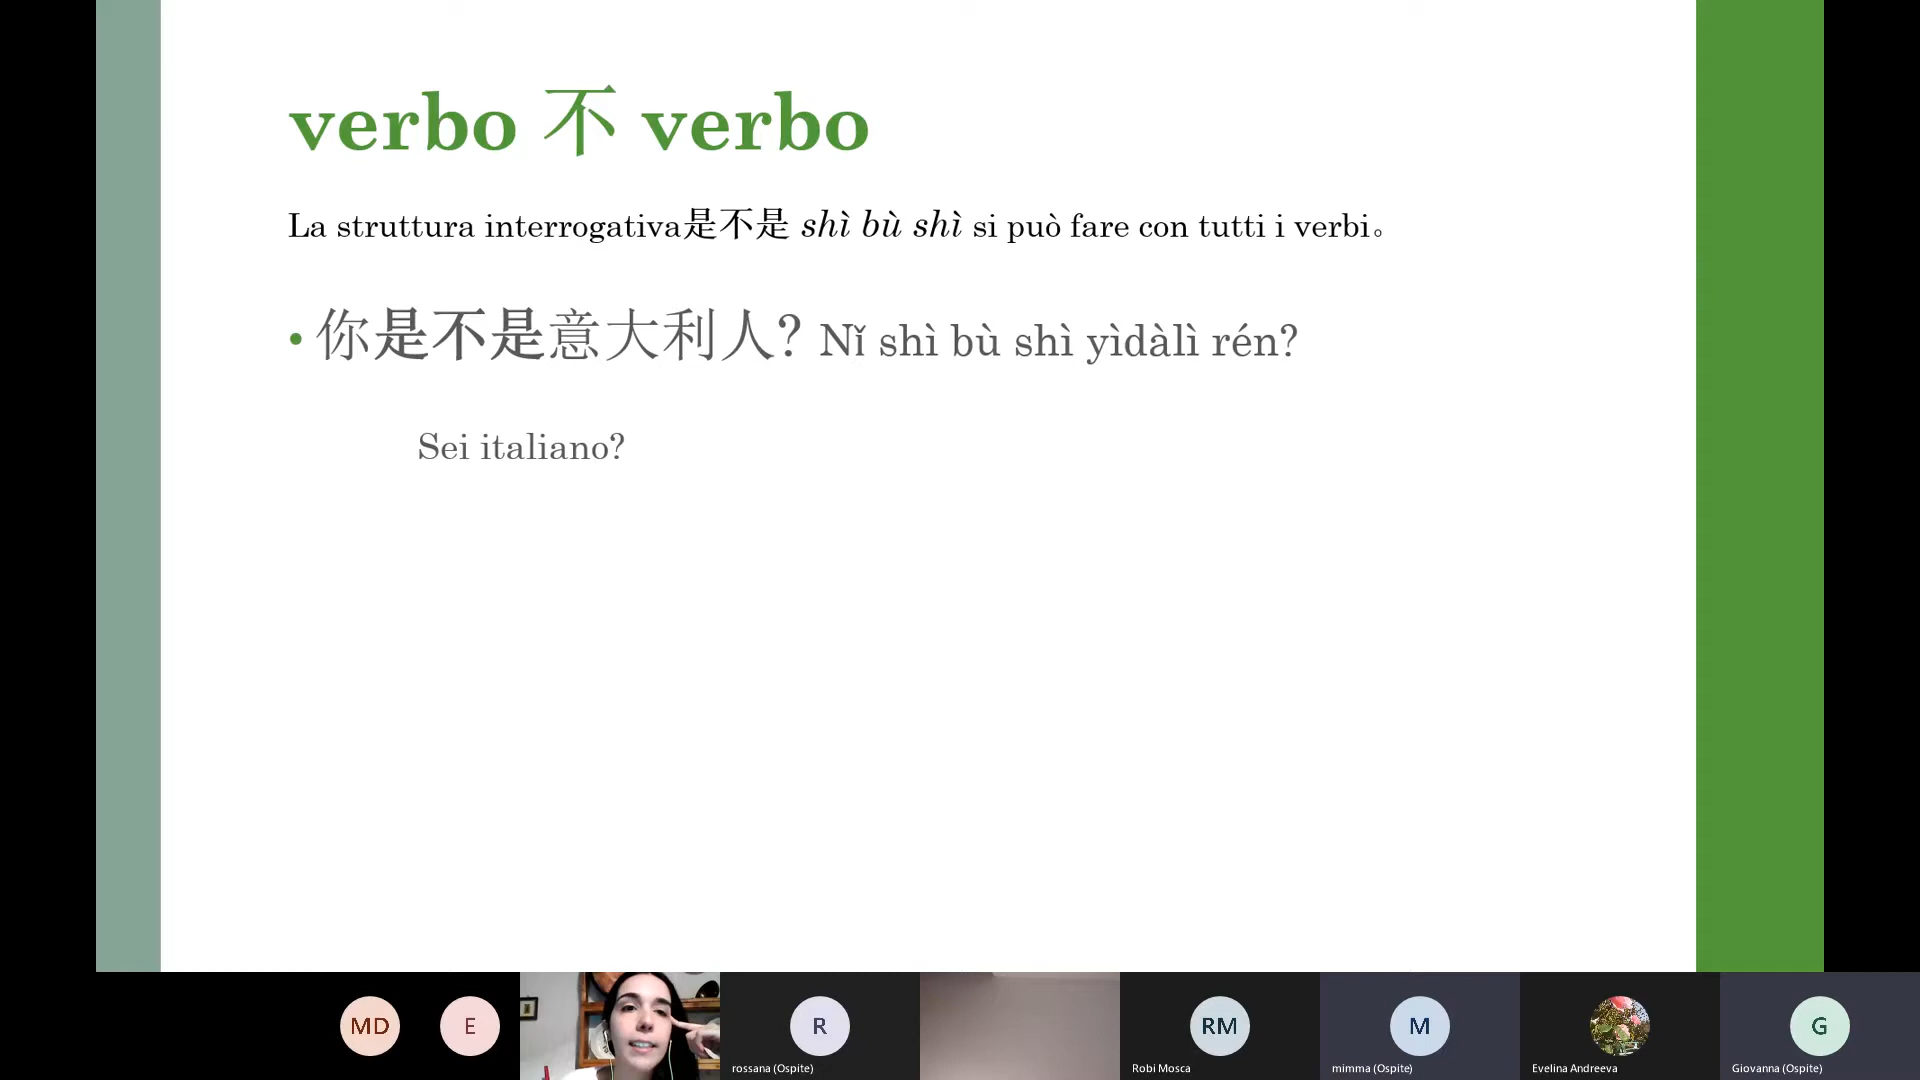 verbo 不 verbo
La struttura interrogativa是不是 shì bù shì si può fare con tutti i verbi。
• 你是不是意大利人? Nǐ shì bù shì yìdàlì rén?
Sei italiano?
MD E R RM M G
rossana (Ospite) Robi Mosca mimma (Ospite) Evelina Andreeva Giovanna (Ospite)